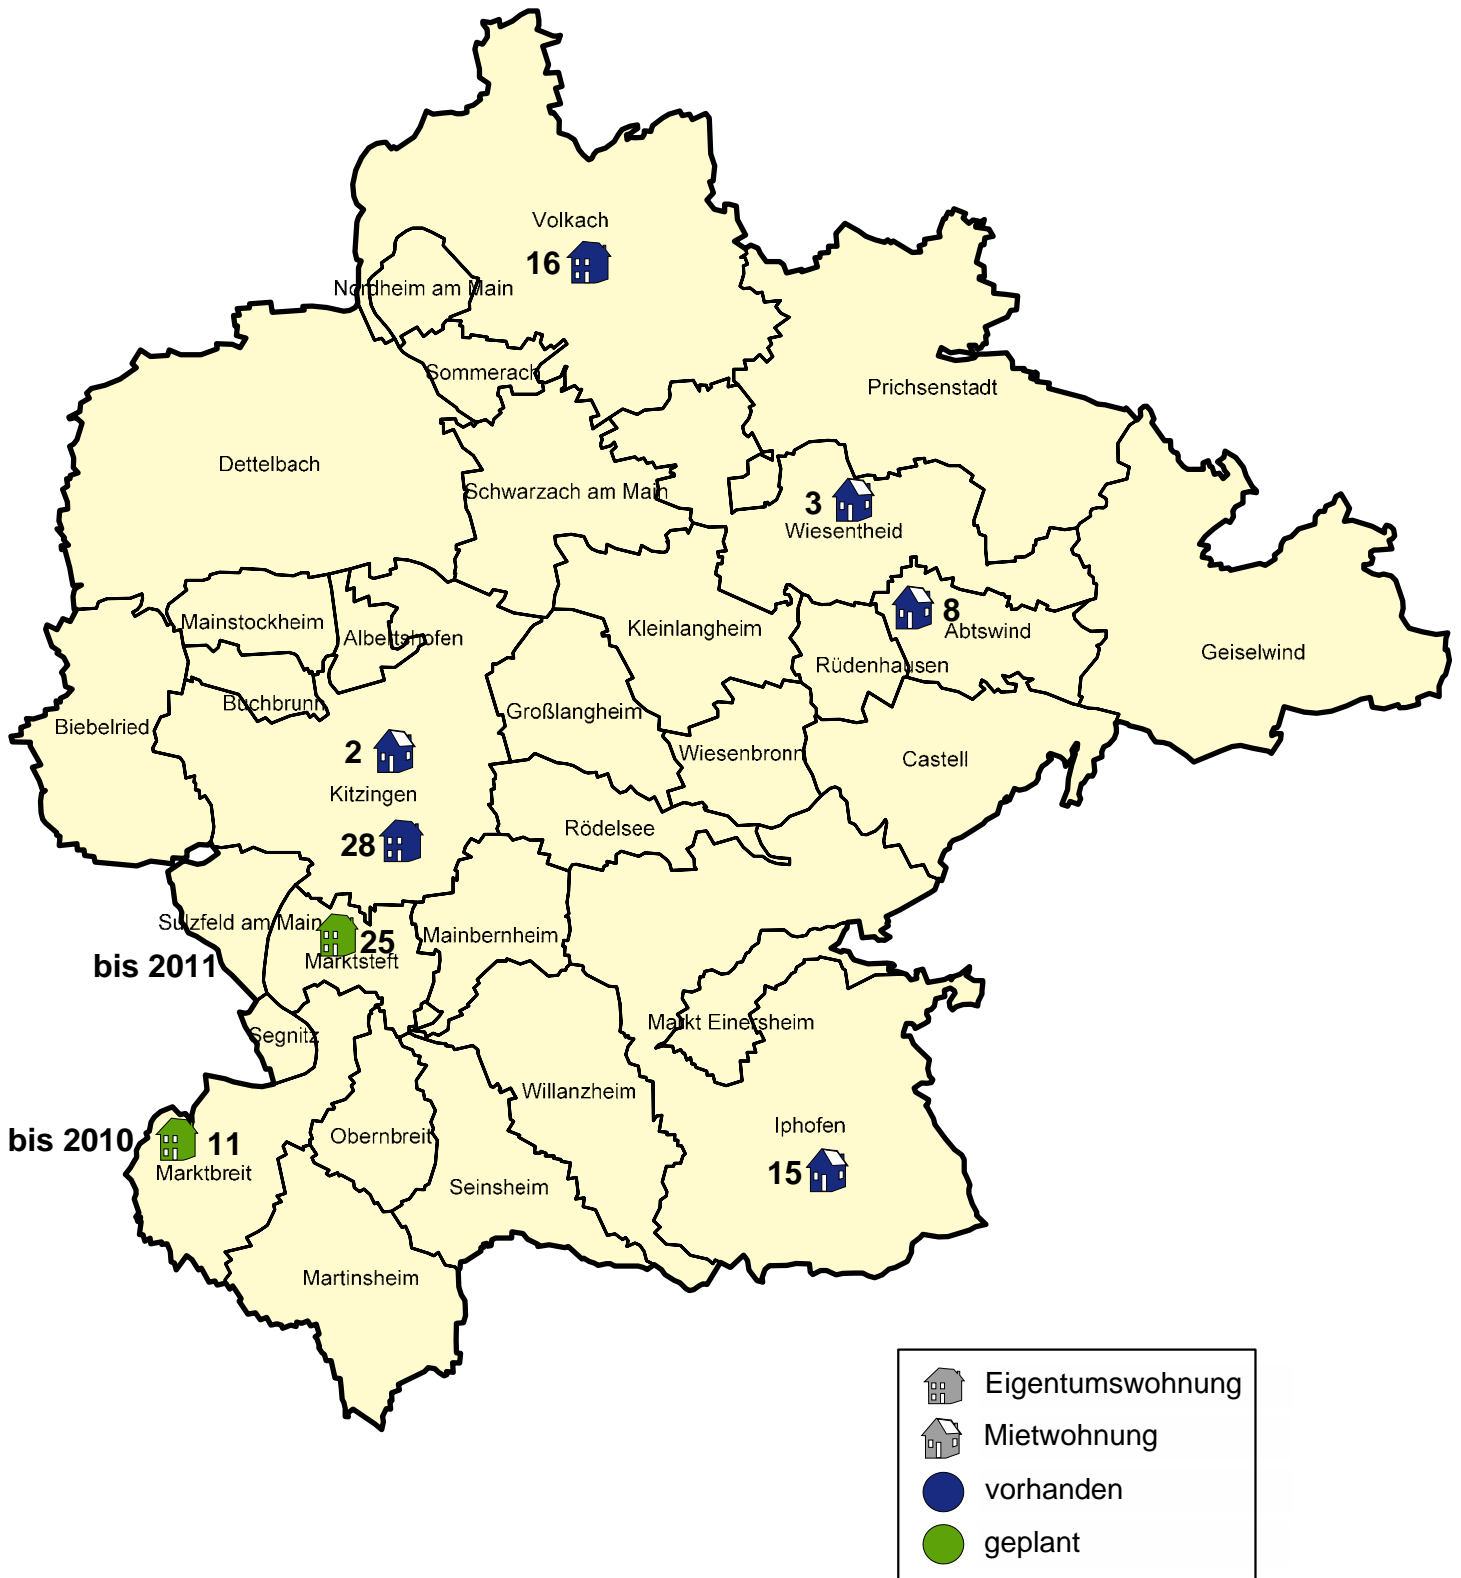 Volkach
16
Nordheim am Main
Sommerach
Prichsenstadt
Dettelbach
Schwarzach am Main
3
Wiesentheid
8
Abtswind
Mainstockheim
Albertshofen
Kleinlangheim
Rüdenhausen
Geiselwind
Buchbrunn
Großlangheim
Biebelried
2
Wiesenbronn
Castell
Kitzingen
Rödelsee
28
Sulzfeld am Main
25
Mainbernheim
Marktsteft
bis 2011
Segnitz
Markt Einersheim
Willanzheim
Iphofen
bis 2010
11
Obernbreit
Marktbreit
15
Seinsheim
Martinsheim
Eigentumswohnung
Mietwohnung
vorhanden
geplant